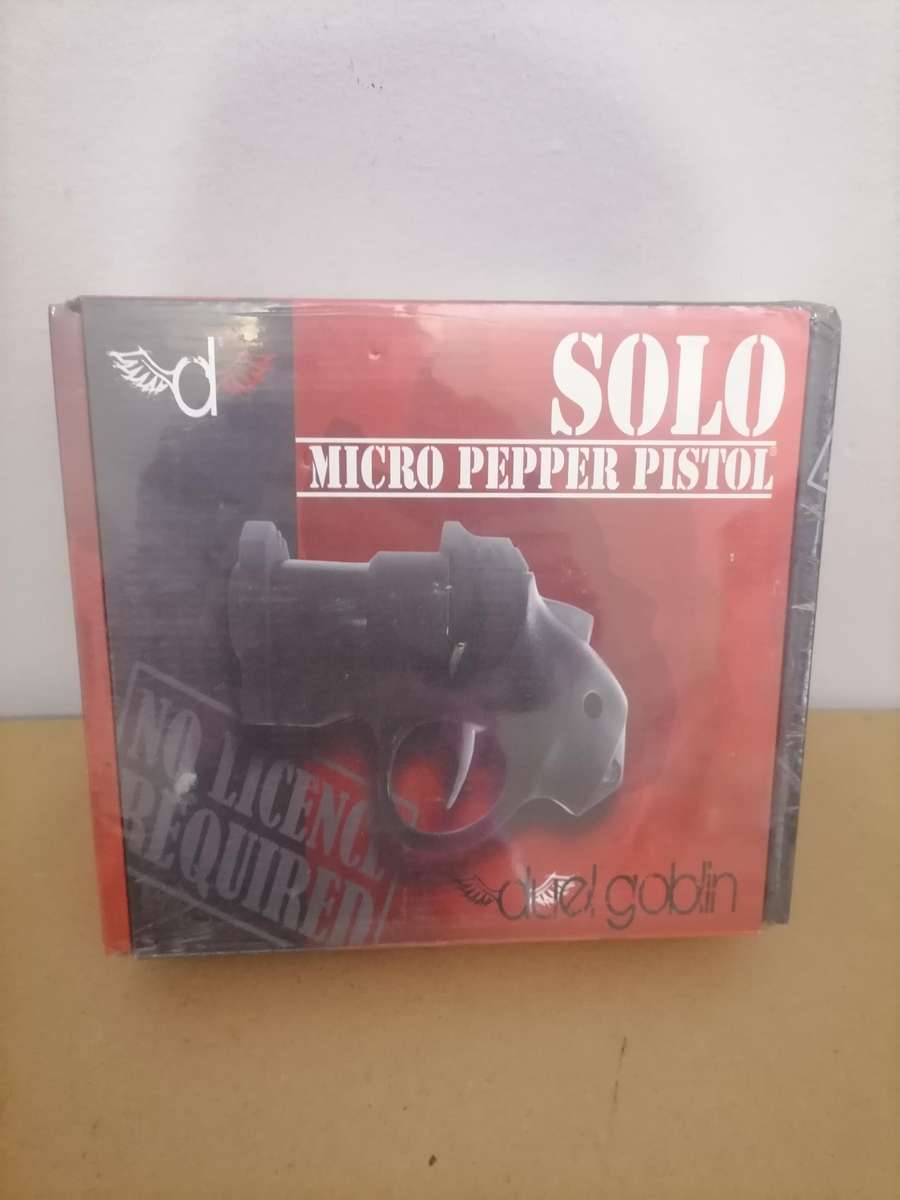 d
SOLO
MICRO PEPPER PISTOL®
NO LICENCE
REQUIRED
duel goblin